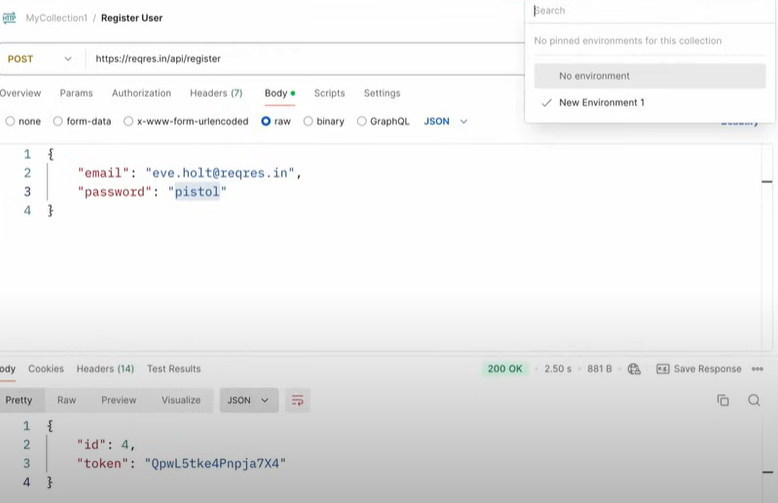 HTTP MyCollection1 / Register User
Search
No pinned environments for this collection
POST https://reqres.in/api/register
No environment
Overview Params Authorization Headers (7) Body Scripts Settings
New Environment 1
none form-data x-www-form-urlencoded raw binary GraphQL JSON
1 {
2 "email": "eve.holt@reqres.in",
3 "password": "pistol"
4 }
ody Cookies Headers (14) Test Results 200 OK 2.50 s 881 B Save Response
Pretty Raw Preview Visualize JSON
1 {
2 "id": 4,
3 "token": "QpwL5tke4Pnpja7X4"
4 }